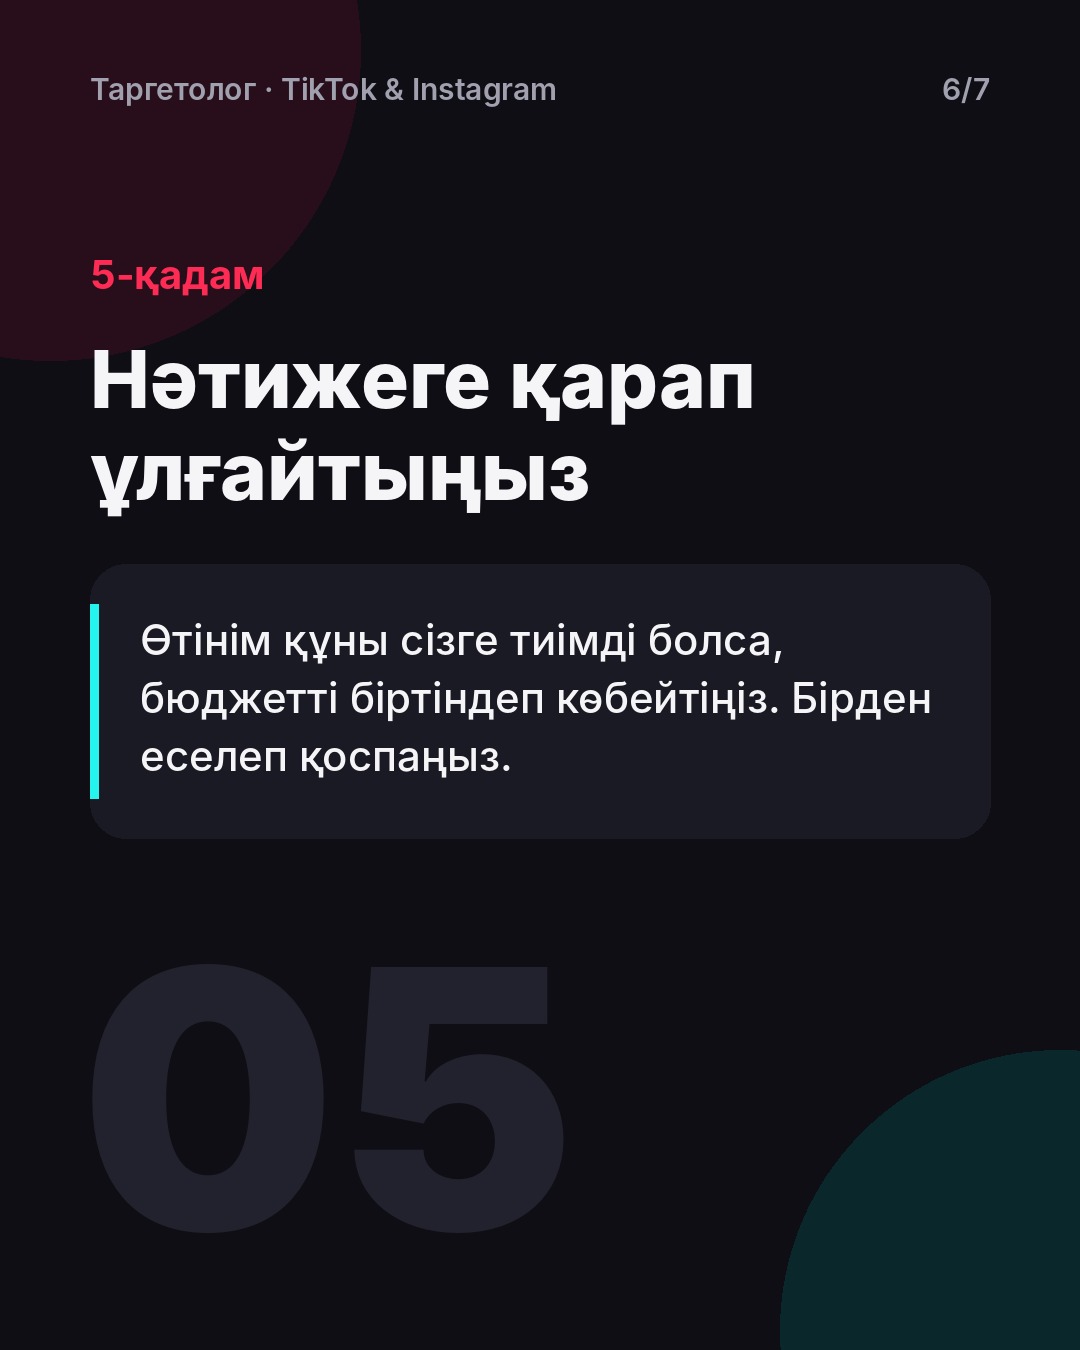 Таргетолог · TikTok & Instagram
6/7
5-қадам
Нәтижеге қарап
ұлғайтыңыз
Өтінім құны сізге тиімді болса,
бюджетті біртіндеп көбейтіңіз. Бірден
еселеп қоспаңыз.
05